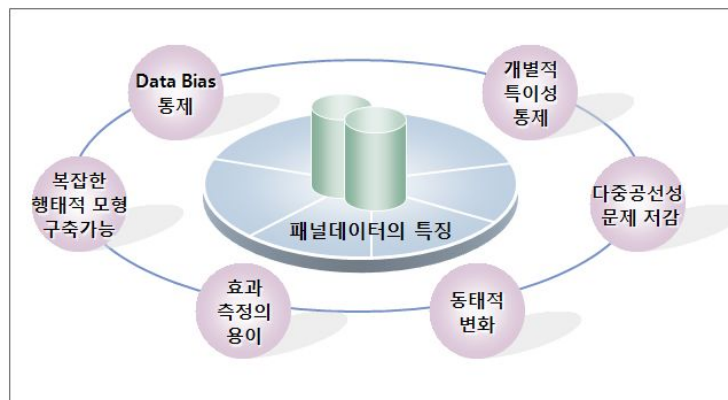 Data Bias
통제
개별적
특이성
통제
복잡한
행태적 모형
구축가능
다중공선성
문제 저감
패널데이터의 특징
효과
측정의
용이
동태적
변화